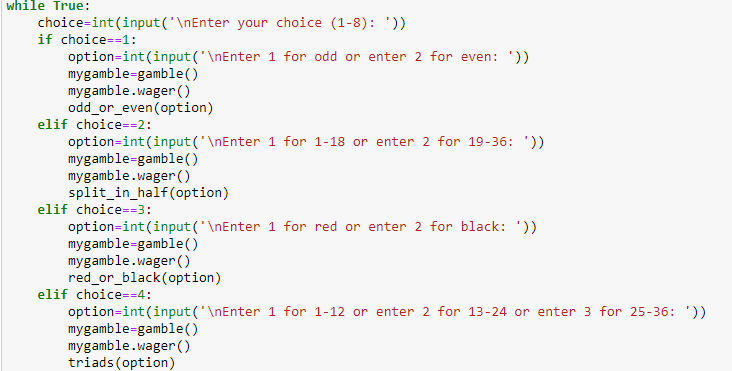 while True:
    choice=int(input('\nEnter your choice (1-8): '))
    if choice==1:
        option=int(input('\nEnter 1 for odd or enter 2 for even: '))
        mygamble=gamble()
        mygamble.wager()
        odd_or_even(option)
    elif choice==2:
        option=int(input('\nEnter 1 for 1-18 or enter 2 for 19-36: '))
        mygamble=gamble()
        mygamble.wager()
        split_in_half(option)
    elif choice==3:
        option=int(input('\nEnter 1 for red or enter 2 for black: '))
        mygamble=gamble()
        mygamble.wager()
        red_or_black(option)
    elif choice==4:
        option=int(input('\nEnter 1 for 1-12 or enter 2 for 13-24 or enter 3 for 25-36: '))
        mygamble=gamble()
        mygamble.wager()
        triads(option)